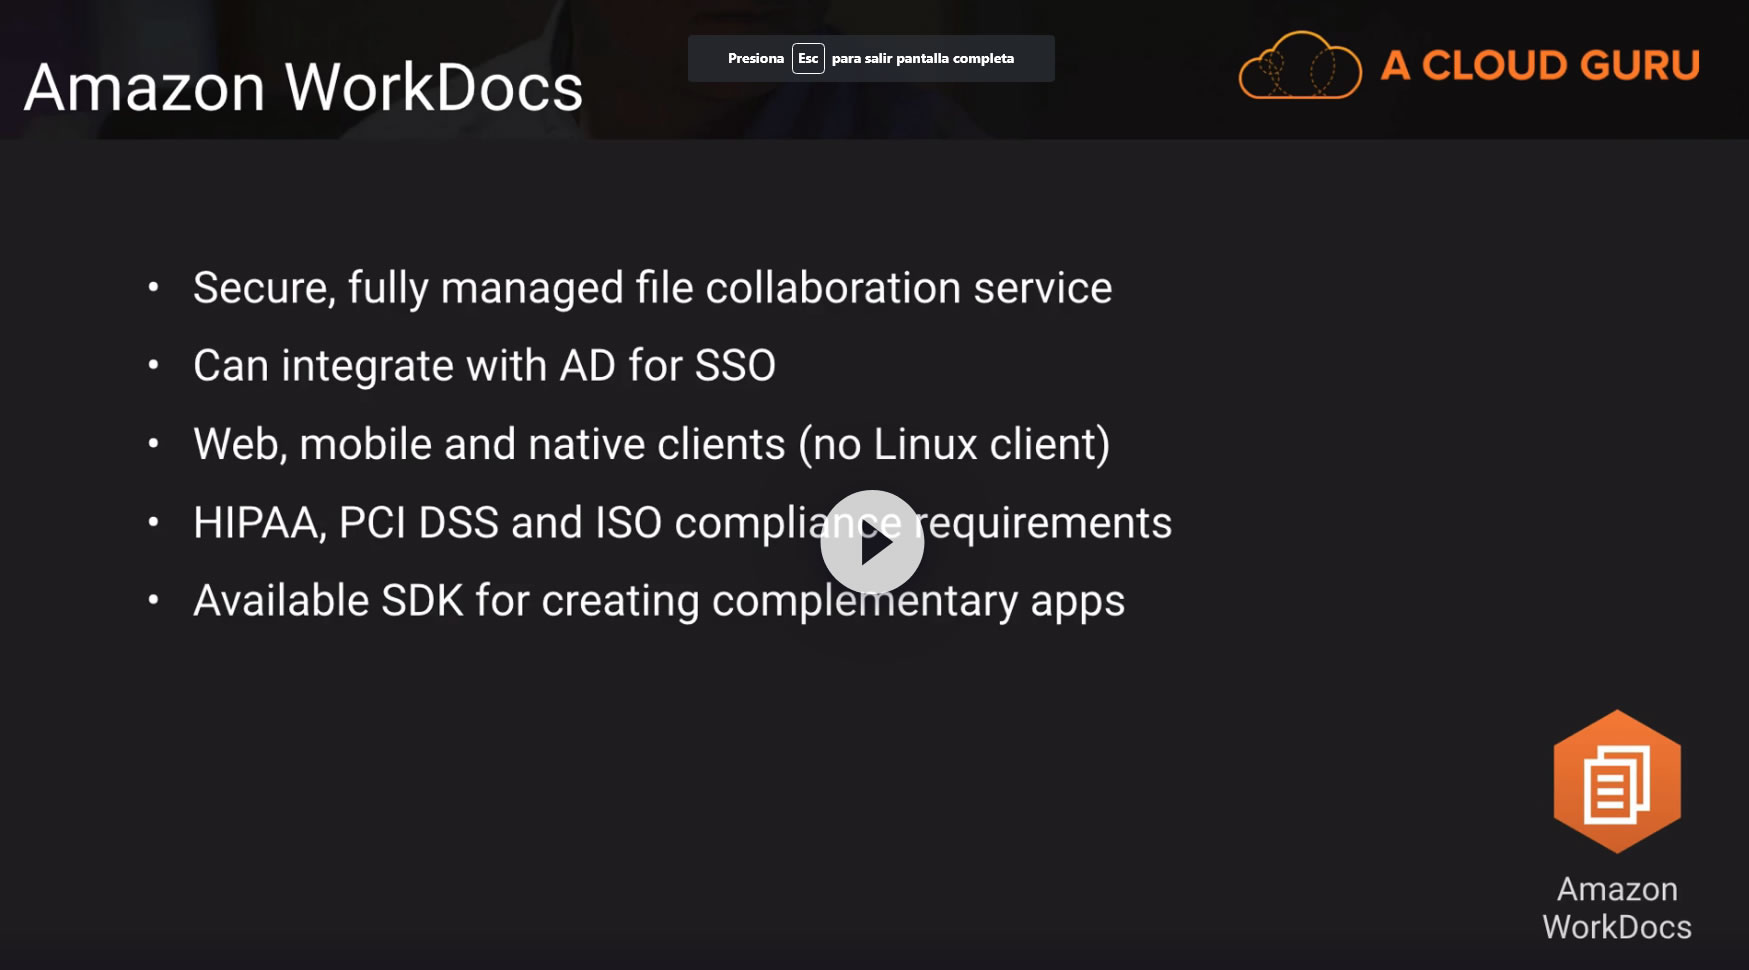 Presiona Esc para salir pantalla completa
Amazon WorkDocs
A CLOUD GURU
• Secure, fully managed file collaboration service
• Can integrate with AD for SSO
• Web, mobile and native clients (no Linux client)
• HIPAA, PCI DSS and ISO compliance requirements
• Available SDK for creating complementary apps
Amazon
WorkDocs